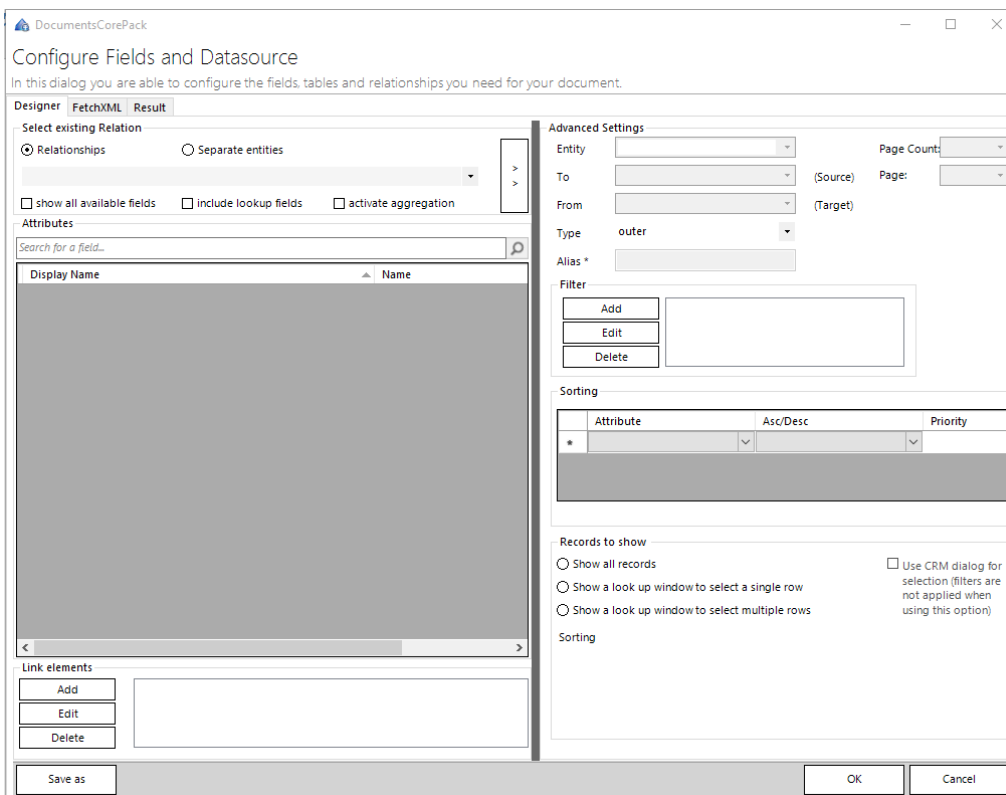 DocumentsCorePack
Configure Fields and Datasource
In this dialog you are able to configure the fields, tables and relationships you need for your document.
Designer FetchXML Result
Select existing Relation
Relationships Separate entities
> >
show all available fields include lookup fields activate aggregation
Attributes
Search for a field...
Display Name Name
Link elements
Add
Edit
Delete
Advanced Settings
Entity Page Count:
To (Source) Page:
From (Target)
Type outer
Alias *
Filter
Add
Edit
Delete
Sorting
Attribute Asc/Desc Priority
*
Records to show
Show all records
Show a look up window to select a single row
Show a look up window to select multiple rows
Use CRM dialog for
selection (filters are
not applied when
using this option)
Sorting
Save as OK Cancel